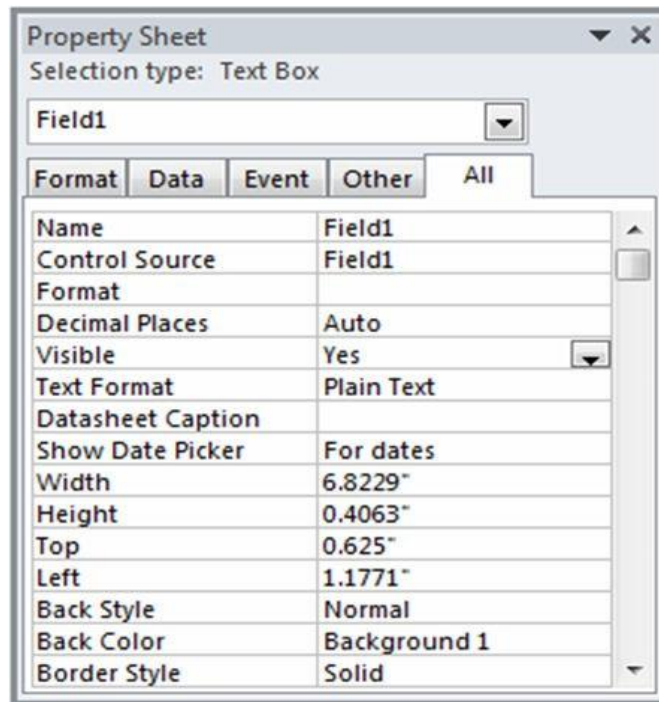 Property Sheet
Selection type: Text Box
Field1
Format Data Event Other All
Name Field1
Control Source Field1
Format
Decimal Places Auto
Visible Yes
Text Format Plain Text
Datasheet Caption
Show Date Picker For dates
Width 6.8229"
Height 0.4063"
Top 0.625"
Left 1.1771"
Back Style Normal
Back Color Background 1
Border Style Solid